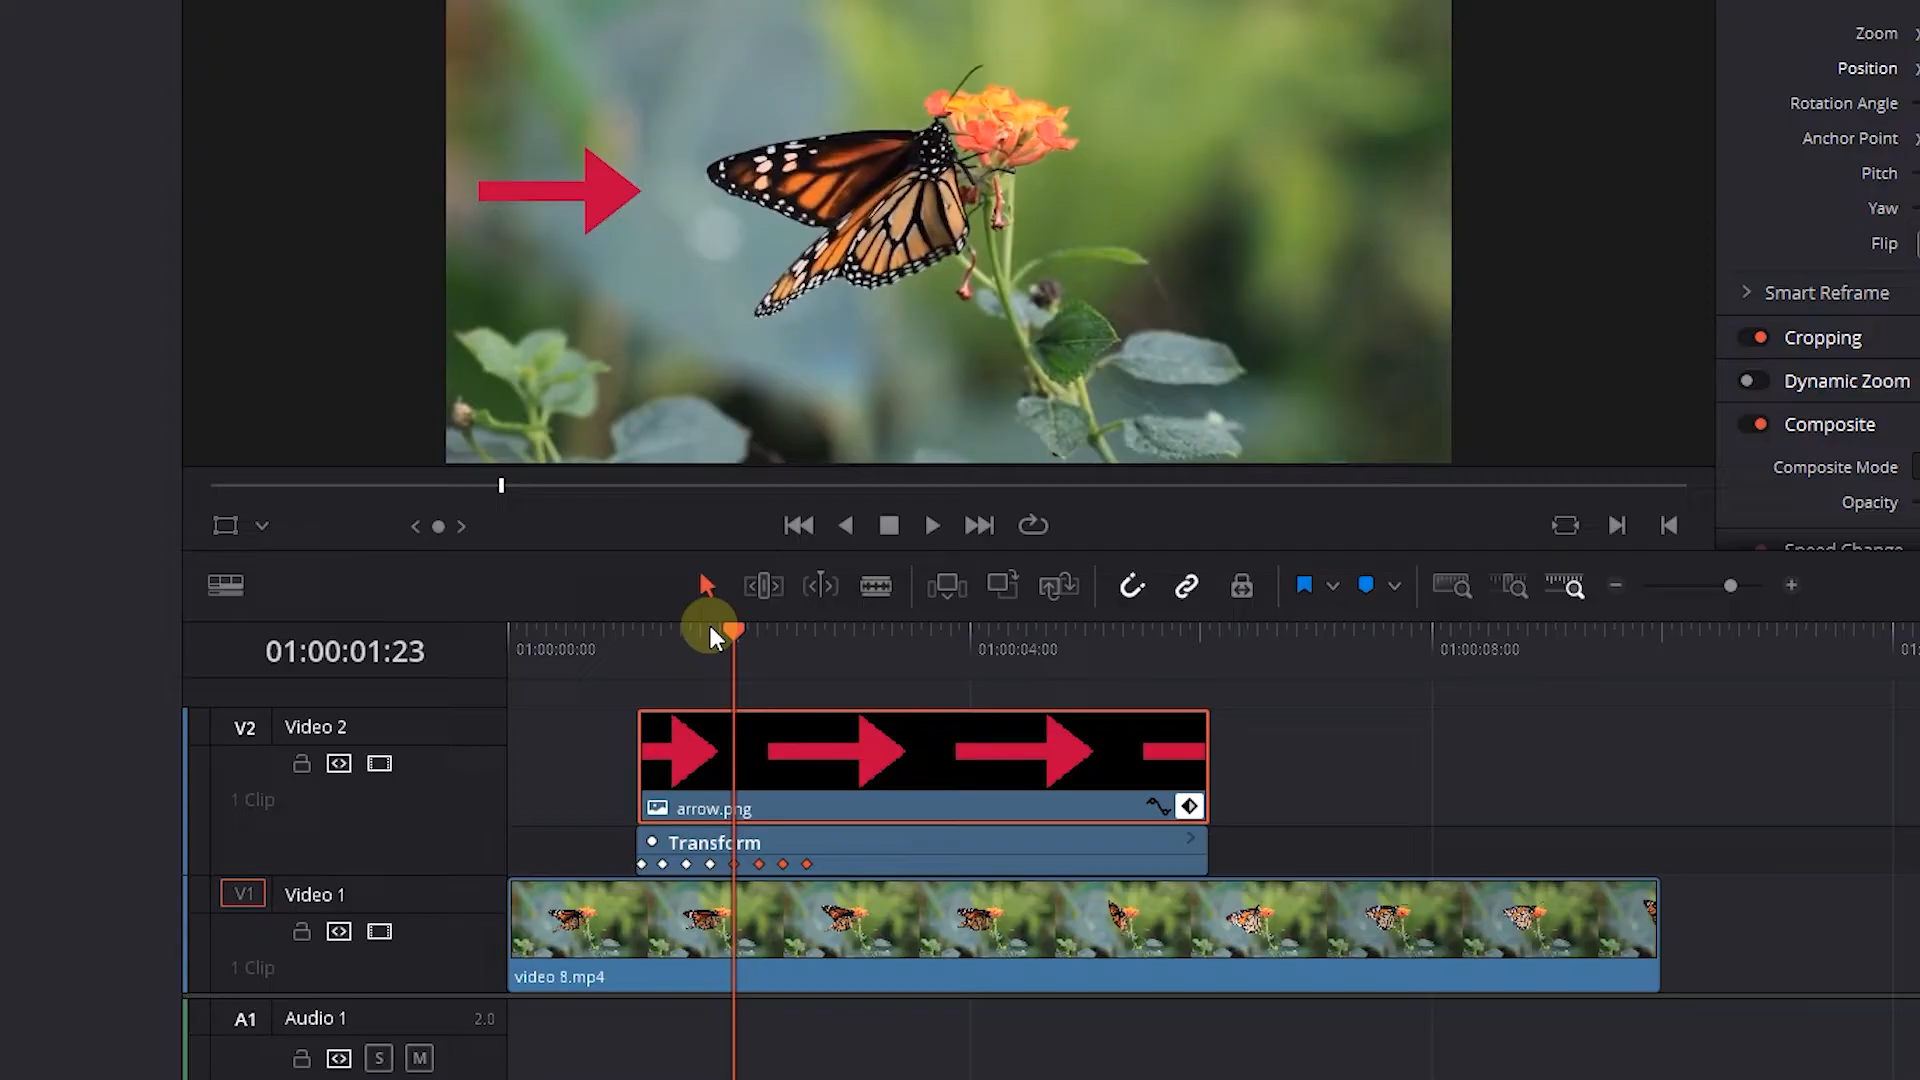 Zoom
Position
Rotation Angle
Anchor Point
Pitch
Yaw
Flip
Smart Reframe
Cropping
Dynamic Zoom
Composite
Composite Mode
Opacity
Speed Change
01:00:01:23
01:00:00:00
01:00:04:00
01:00:08:00
V2 Video 2
1 Clip
arrow.png
Transform
V1 Video 1
1 Clip
video 8.mp4
A1 Audio 1 2.0
S M